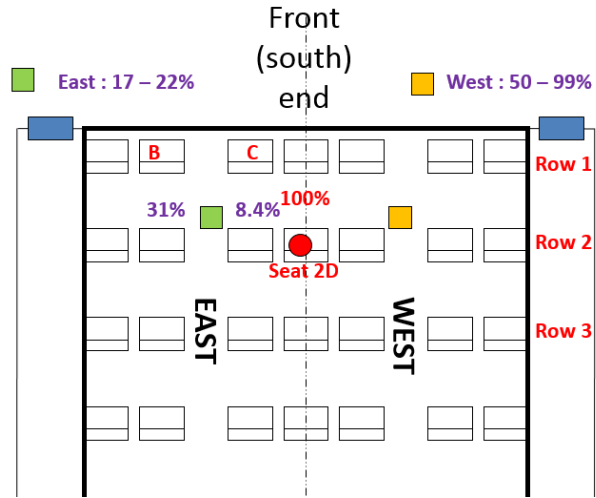 Front
(south)
end
East : 17 – 22%
West : 50 – 99%
B
C
Row 1
31%
8.4%
100%
Row 2
Seat 2D
EAST
WEST
Row 3